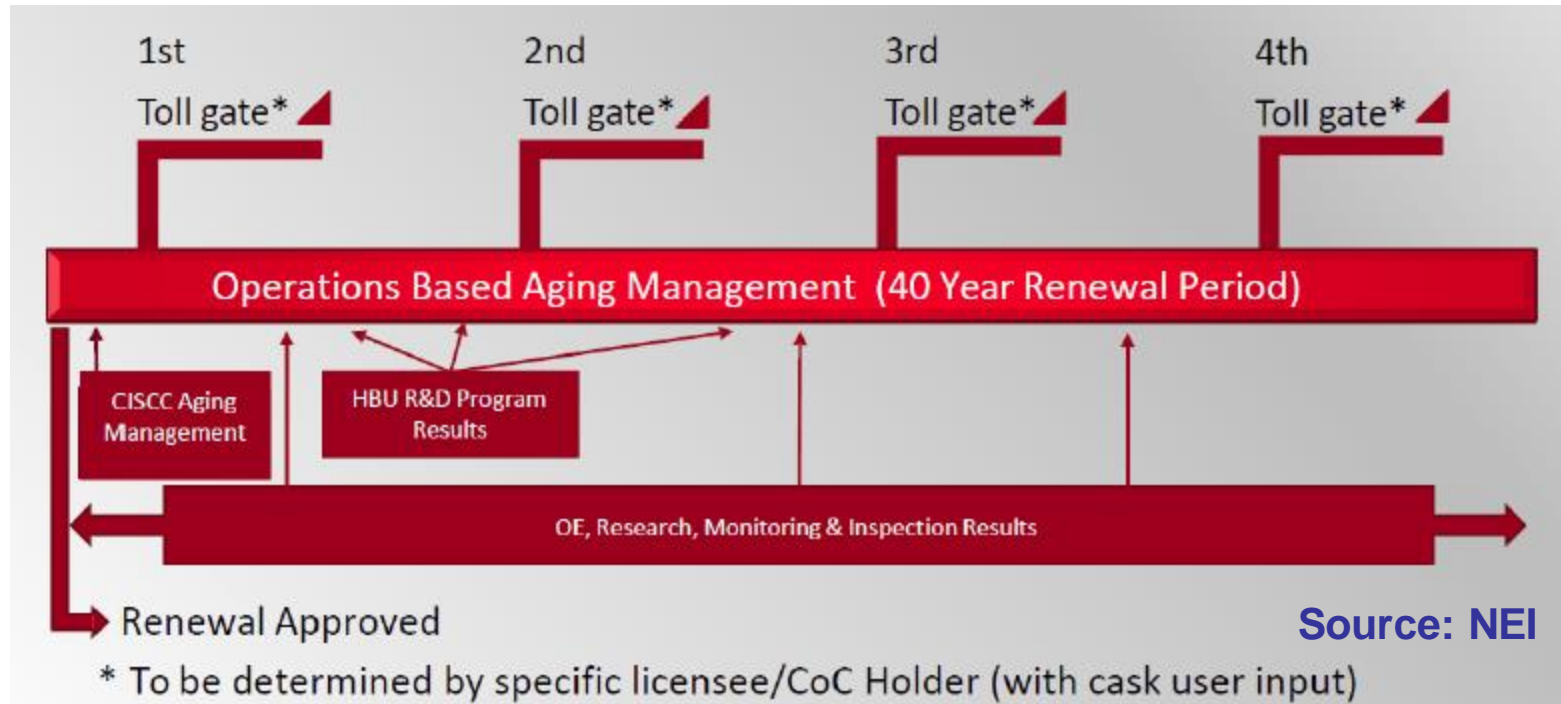 1st
Toll gate*
2nd
Toll gate*
3rd
Toll gate*
4th
Toll gate*
Operations Based Aging Management (40 Year Renewal Period)
CISCC Aging
Management
HBU R&D Program
Results
OE, Research, Monitoring & Inspection Results
Renewal Approved
Source: NEI
* To be determined by specific licensee/CoC Holder (with cask user input)